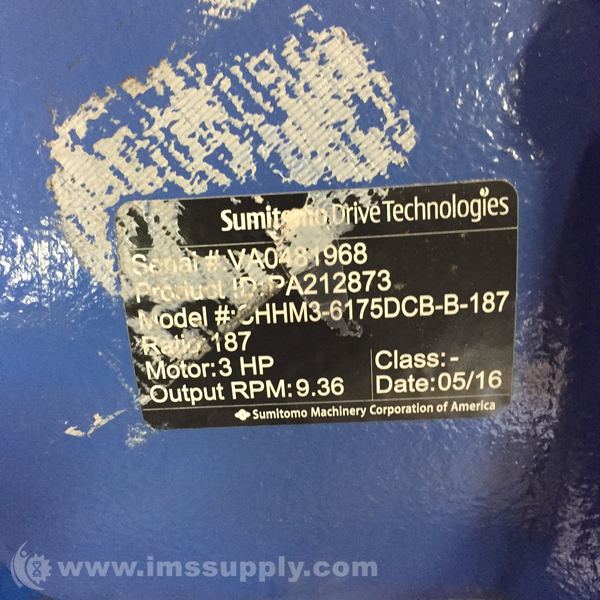 Sumitomo Drive Technologies
Serial #: VA0481968
Product ID: PA212873
Model #: CHHM3-6175DCB-B-187
Ratio: 187
Motor: 3 HP
Class: -
Output RPM: 9.36
Date: 05/16
Sumitomo Machinery Corporation of America
www.imssupply.com